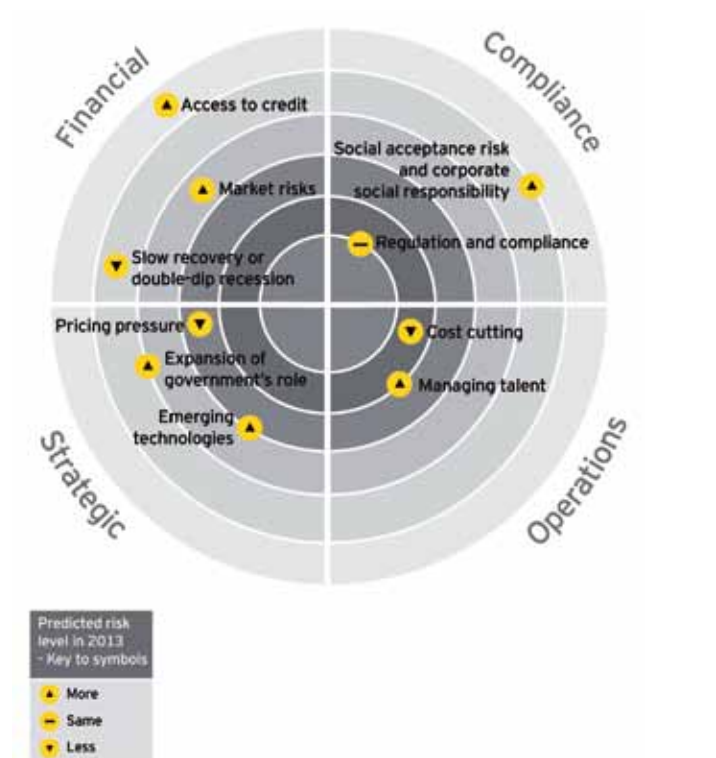 Financial
Compliance
Access to credit
Social acceptance risk
and corporate
social responsibility
Market risks
Regulation and compliance
Slow recovery or
double-dip recession
Pricing pressure
Cost cutting
Expansion of
government's role
Managing talent
Emerging
technologies
Strategic
Operations
Predicted risk
level in 2013
- Key to symbols
More
Same
Less